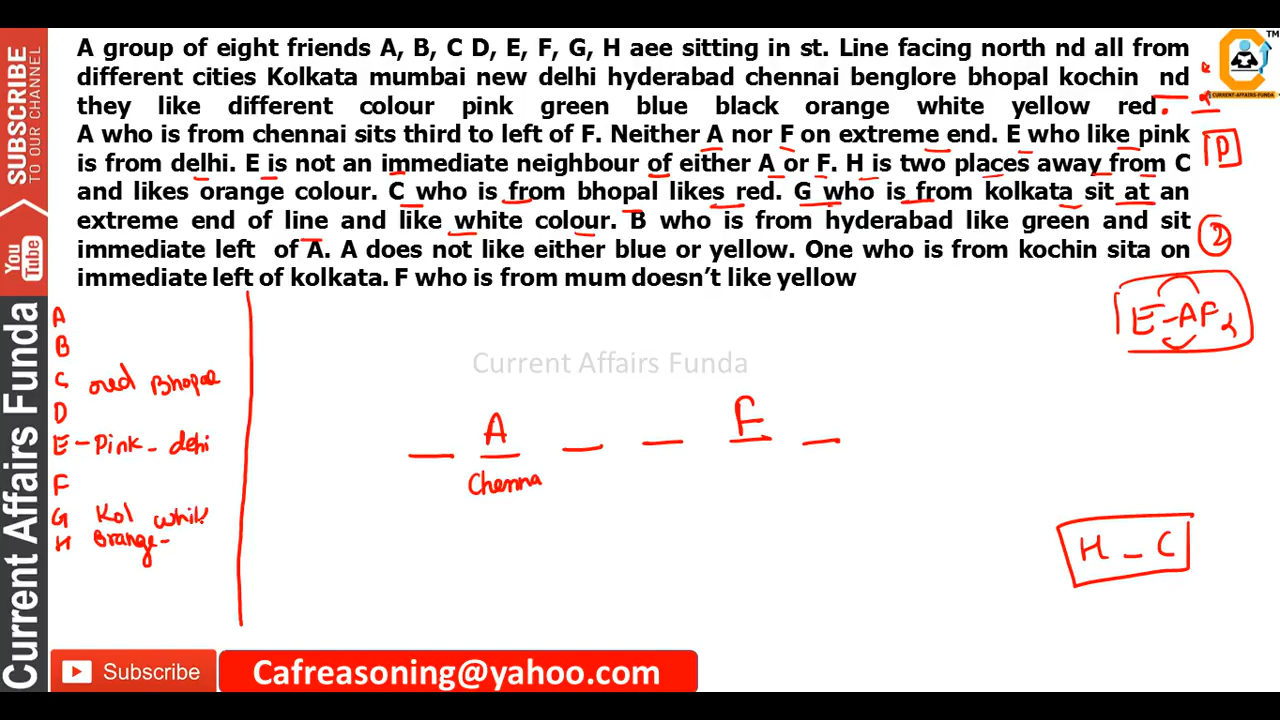 A group of eight friends A, B, C D, E, F, G, H aee sitting in st. Line facing north nd all from
different cities Kolkata mumbai new delhi hyderabad chennai benglore bhopal kochin nd
they like different colour pink green blue black orange white yellow red.
A who is from chennai sits third to left of F. Neither A nor F on extreme end. E who like pink
is from delhi. E is not an immediate neighbour of either A or F. H is two places away from C
and likes orange colour. C who is from bhopal likes red. G who is from kolkata sit at an
extreme end of line and like white colour. B who is from hyderabad like green and sit
immediate left of A. A does not like either blue or yellow. One who is from kochin sita on
immediate left of kolkata. F who is from mum doesn't like yellow
P
2
E - A F
A
B
C red Bhopal
D
E - Pink - dehi
F
G Kol
H Orange -
Current Affairs Funda
A
F
Chenna
H - C
SUBSCRIBE
OUR CHANNEL
You
Tube
Current Affairs Funda
CURRENT-AFFAIRS-FUNDA
TM
Subscribe
Cafreasoning@yahoo.com